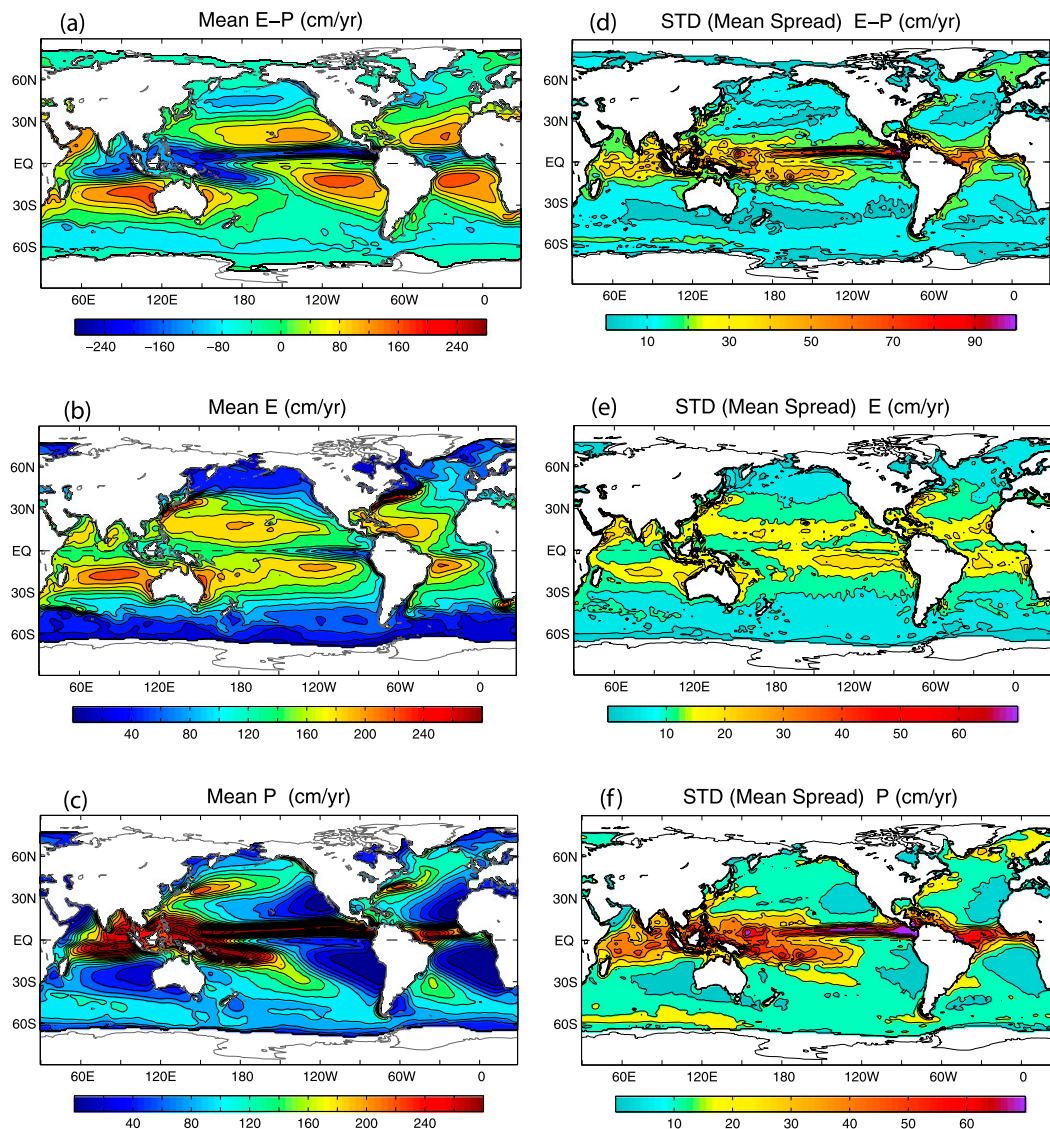 (a) Mean E−P (cm/yr)
60N
30N
EQ
30S
60S
60E 120E 180 120W 60W 0
−240 −160 −80 0 80 160 240
(d) STD (Mean Spread) E-P (cm/yr)
60N
30N
EQ
30S
60S
60E 120E 180 120W 60W 0
10 30 50 70 90
(b) Mean E (cm/yr)
60N
30N
EQ
30S
60S
60E 120E 180 120W 60W 0
40 80 120 160 200 240
(e) STD (Mean Spread) E (cm/yr)
60N
30N
EQ
30S
60S
60E 120E 180 120W 60W 0
10 20 30 40 50 60
(c) Mean P (cm/yr)
60N
30N
EQ
30S
60S
60E 120E 180 120W 60W 0
40 80 120 160 200 240
(f) STD (Mean Spread) P (cm/yr)
60N
30N
EQ
30S
60S
60E 120E 180 120W 60W 0
10 20 30 40 50 60